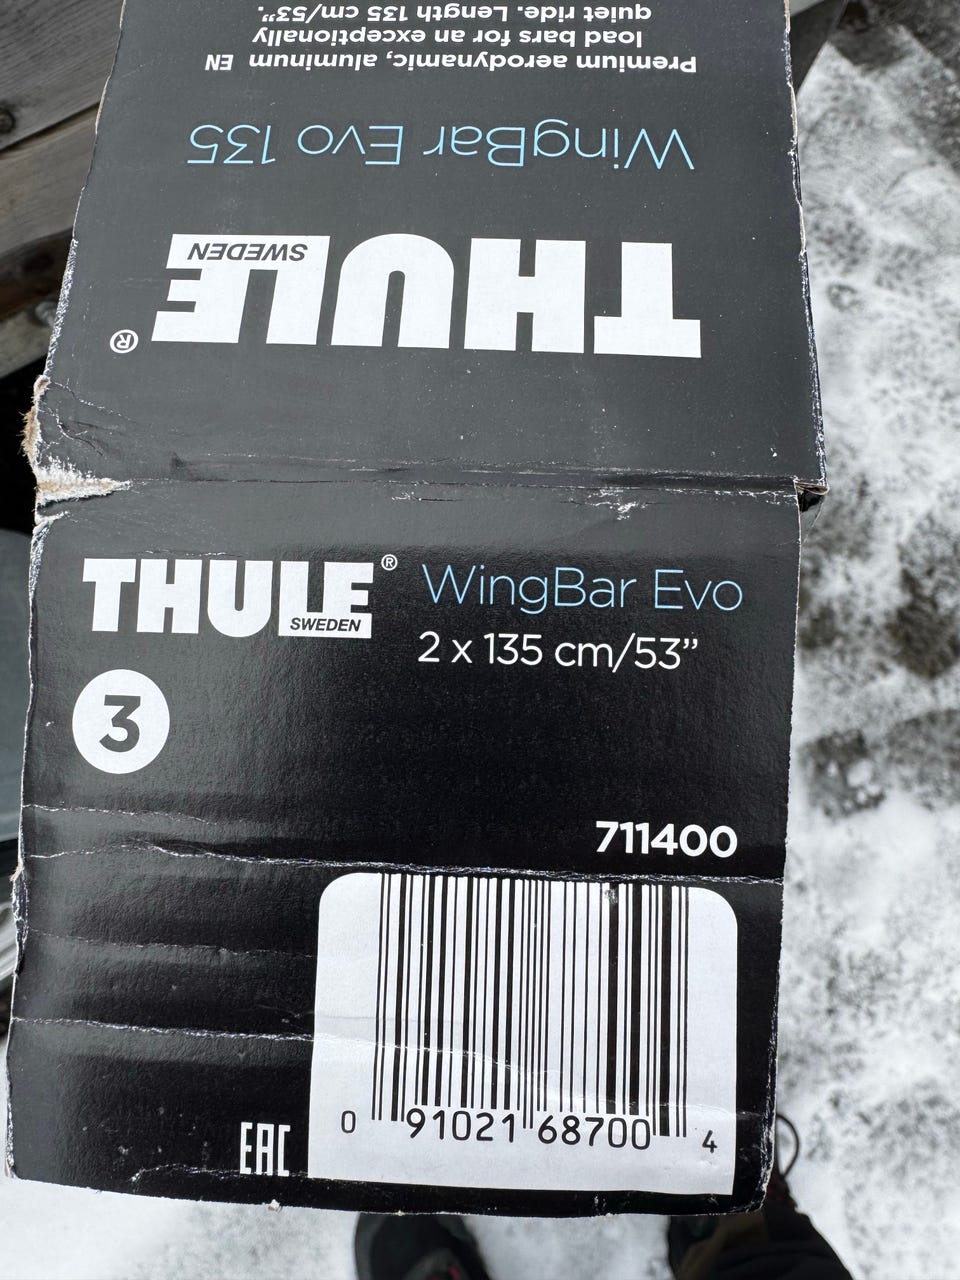 Premium aerodynamic, aluminum EN
load bars for an exceptionally
quiet ride. Length 135 cm/53”.
WingBar Evo 135
THULE®
SWEDEN
THULE®
SWEDEN
WingBar Evo
2 x 135 cm/53”
3
711400
0 91021 68700 4
EAC